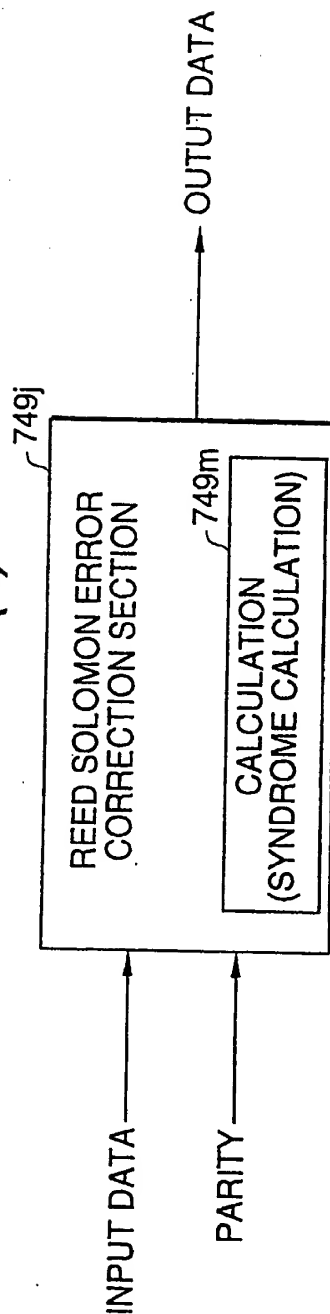 749j
REED SOLOMON ERROR
CORRECTION SECTION
INPUT DATA
PARITY
749m
CALCULATION
(SYNDROME CALCULATION)
OUTUT DATA